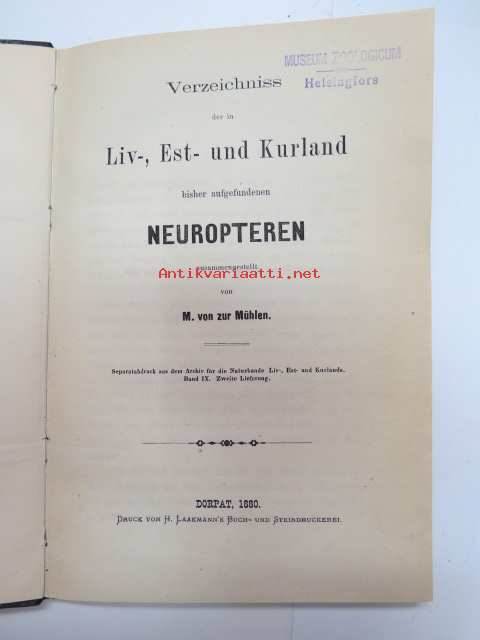 MUSEUM ZOOLOGICUM
Helsingfors
Verzeichniss
der in
Liv-, Est- und Kurland
bisher aufgefundenen
NEUROPTEREN
zusammengestellt
Antikvariaatti.net
von
M. von zur Mühlen.
Separatabdruck aus dem Archiv für die Naturkunde Liv-, Est- und Kurlands.
Band IX. Zweite Lieferung.
DORPAT, 1880.
DRUCK VON H. LAAKMANN'S BUCH- UND STEINDRUCKEREI.